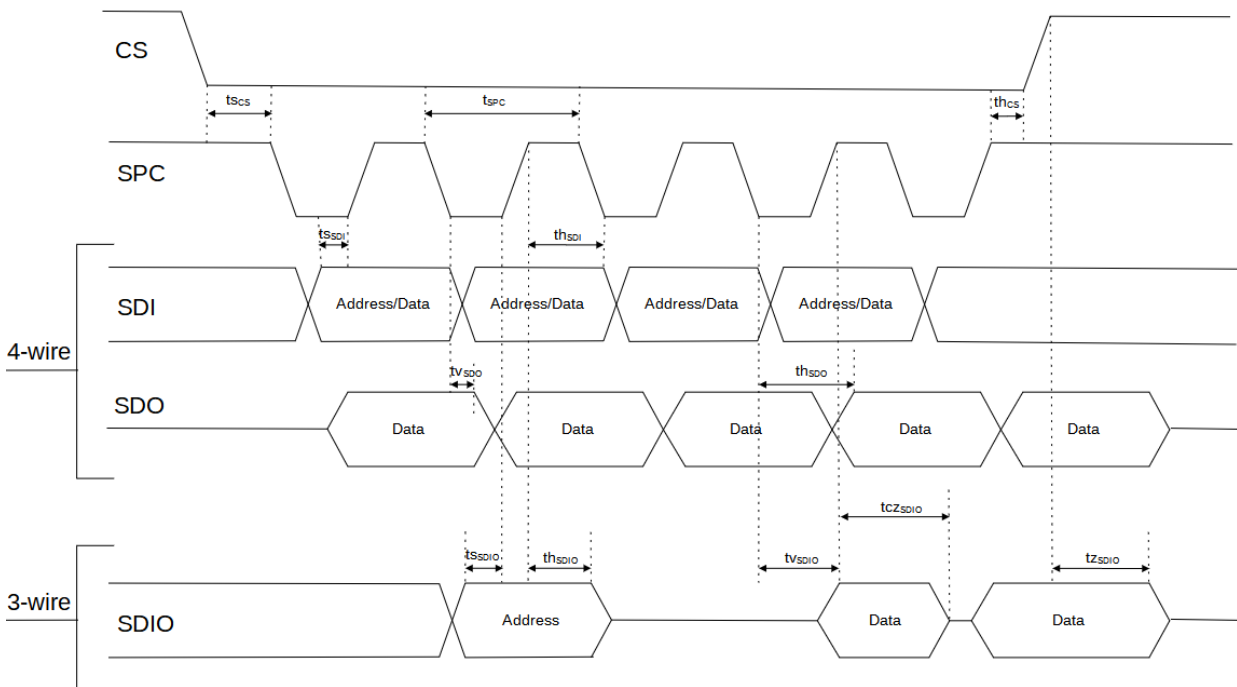 CS
tsCS
tSPC
thCS
SPC
tsSDI
thSDI
SDI
Address/Data
Address/Data
Address/Data
Address/Data
4-wire
tvSDO
thSDO
SDO
Data
Data
Data
Data
Data
tczSDIO
tsSDIO
thSDIO
tvSDIO
tzSDIO
3-wire
SDIO
Address
Data
Data